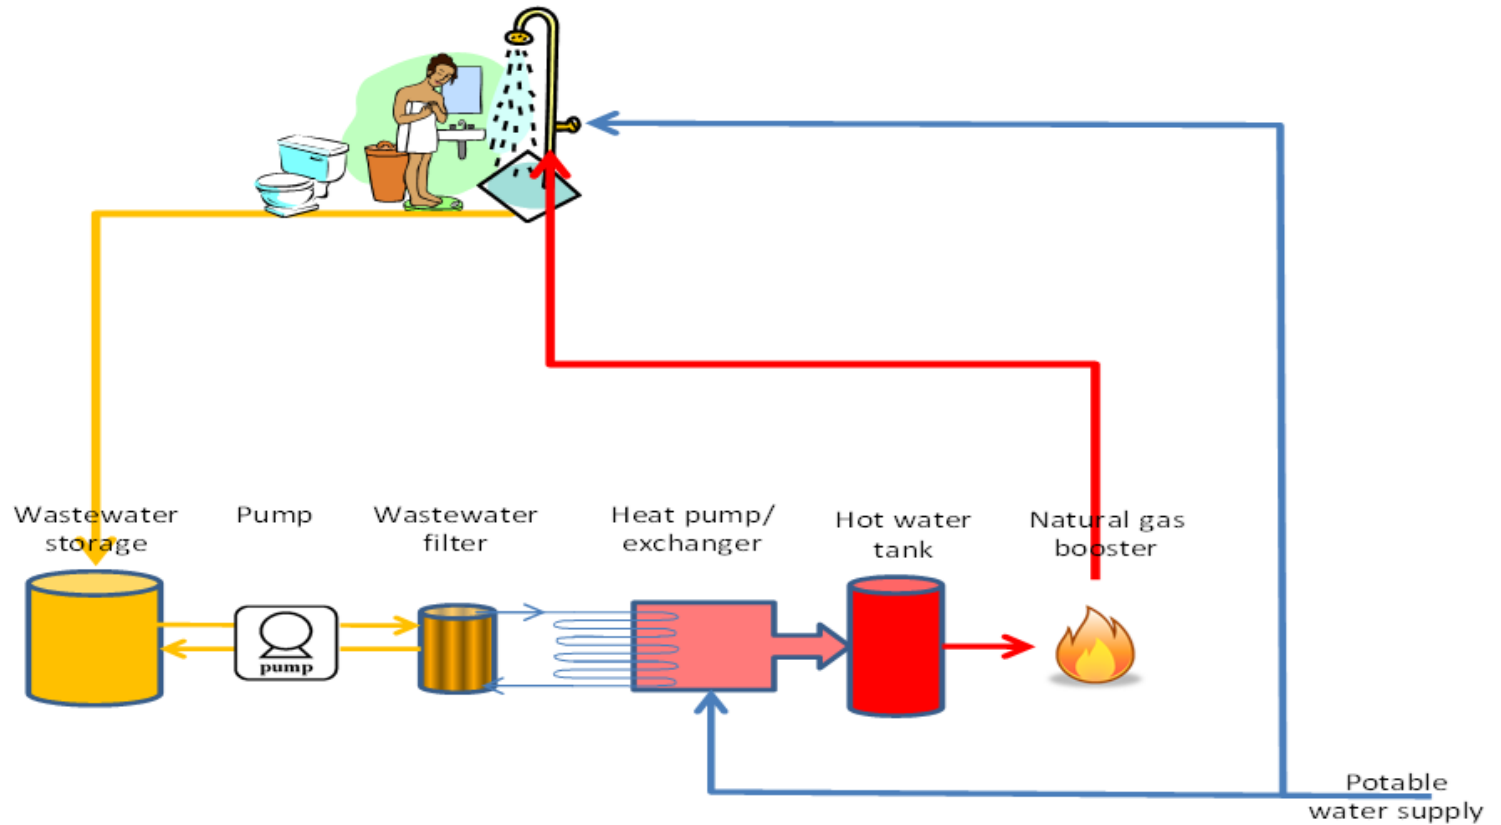 Wastewater
storage
Pump
Wastewater
filter
Heat pump/
exchanger
Hot water
tank
Natural gas
booster
pump
Potable
water supply